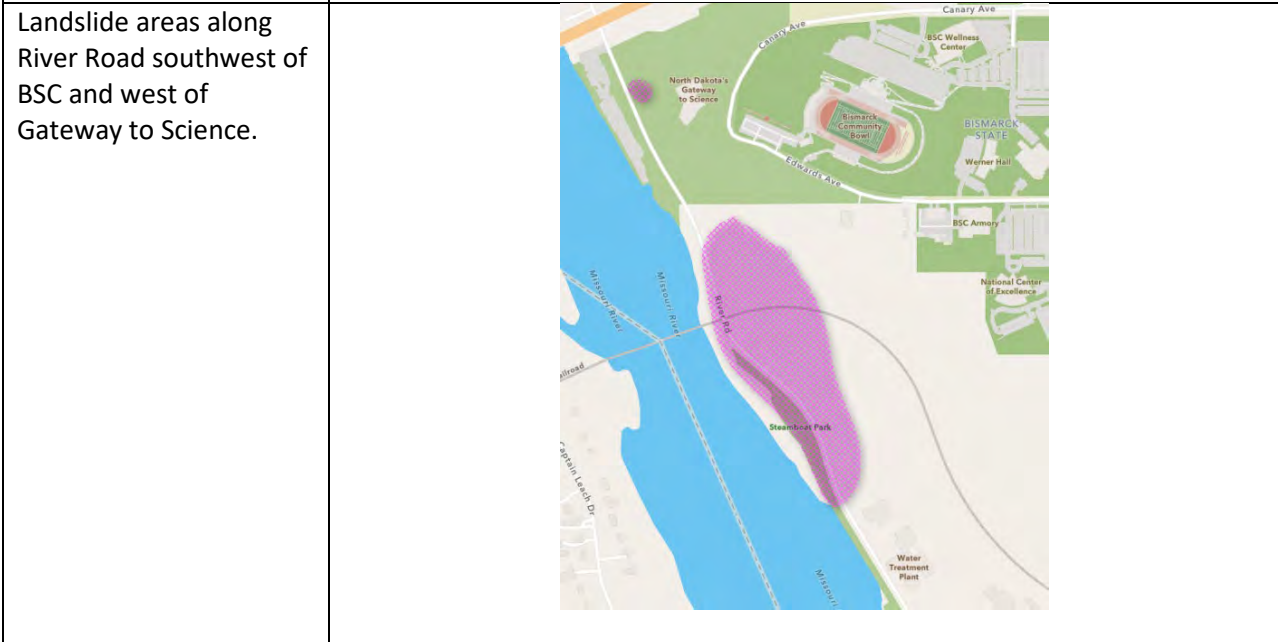 Landslide areas along
River Road southwest of
BSC and west of
Gateway to Science.
Canary Ave
Canary Ave
BSC Wellness
Center
North Dakota's
Gateway
to Science
Bismarck
Community
Bowl
BISMARCK
STATE
Werner Hall
Edwards Ave
BSC Armory
National Center
of Excellence
Missouri River
Missouri River
River Rd
ailroad
Steamboat Park
Captain Leach Dr
Water
Treatment
Plant
Missouri